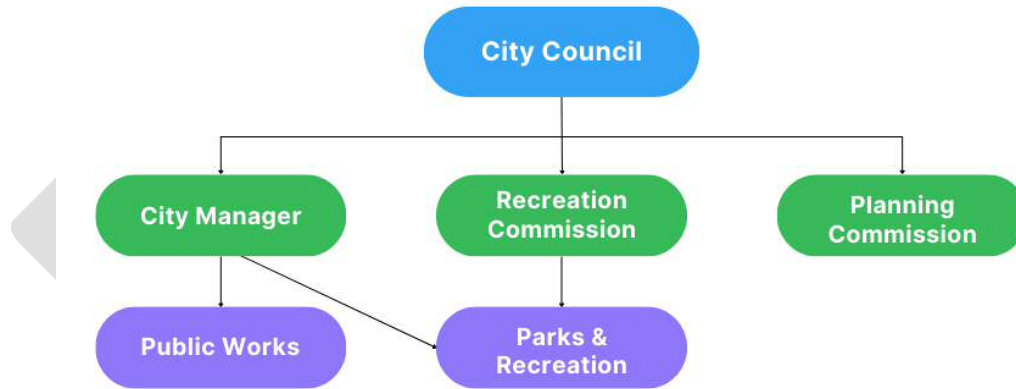 City Council
City Manager
Recreation
Commission
Planning
Commission
Public Works
Parks &
Recreation